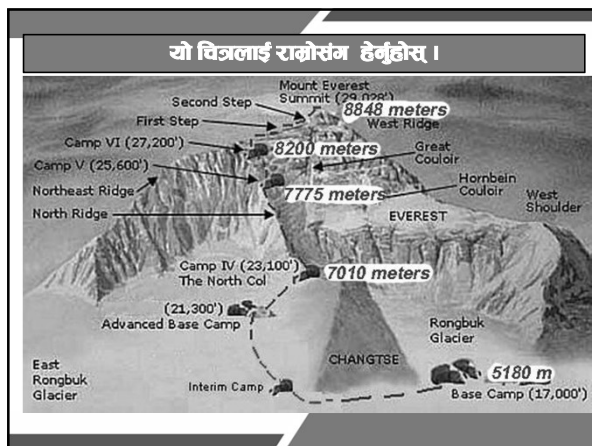 यो चित्रलाई राम्रोसंग हेर्नुहोस् ।
Mount Everest
Summit (29,028')
8848 meters
Second Step
First Step
West Ridge
Camp VI (27,200')
8200 meters
Great
Couloir
Camp V (25,600')
7775 meters
Hornbein
Couloir
Northeast Ridge
West
Shoulder
North Ridge
EVEREST
Camp IV (23,100')
The North Col
7010 meters
(21,300')
Advanced Base Camp
Rongbuk
Glacier
East
Rongbuk
Glacier
CHANGTSE
5180 m
Interim Camp
Base Camp (17,000')